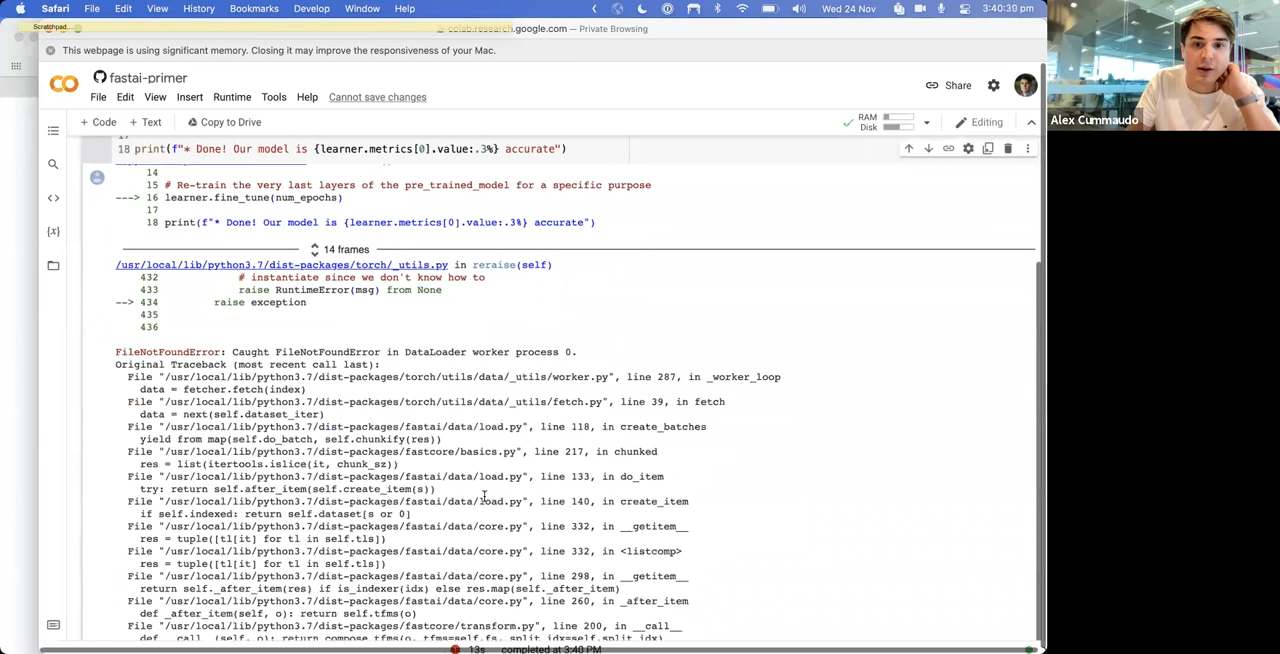 Safari File Edit View History Bookmarks Develop Window Help Wed 24 Nov 3:40:30 pm
Scratchpad...
colab.research.google.com — Private Browsing
This webpage is using significant memory. Closing it may improve the responsiveness of your Mac.
fastai-primer
Share
File Edit View Insert Runtime Tools Help Cannot save changes
+ Code + Text Copy to Drive
RAM
Disk
Editing
Alex Cummaudo
17
18 print(f"* Done! Our model is {learner.metrics[0].value:.3%} accurate")
14
15 # Re-train the very last layers of the pre_trained_model for a specific purpose
---> 16 learner.fine_tune(num_epochs)
17
18 print(f"* Done! Our model is {learner.metrics[0].value:.3%} accurate")
14 frames
/usr/local/lib/python3.7/dist-packages/torch/_utils.py in reraise(self)
432 # instantiate since we don't know how to
433 raise RuntimeError(msg) from None
--> 434 raise exception
435
436
FileNotFoundError: Caught FileNotFoundError in DataLoader worker process 0.
Original Traceback (most recent call last):
File "/usr/local/lib/python3.7/dist-packages/torch/utils/data/_utils/worker.py", line 287, in _worker_loop
data = fetcher.fetch(index)
File "/usr/local/lib/python3.7/dist-packages/torch/utils/data/_utils/fetch.py", line 39, in fetch
data = next(self.dataset_iter)
File "/usr/local/lib/python3.7/dist-packages/fastai/data/load.py", line 118, in create_batches
yield from map(self.do_batch, self.chunkify(res))
File "/usr/local/lib/python3.7/dist-packages/fastcore/basics.py", line 217, in chunked
res = list(itertools.islice(it, chunk_sz))
File "/usr/local/lib/python3.7/dist-packages/fastai/data/load.py", line 133, in do_item
try: return self.after_item(self.create_item(s))
File "/usr/local/lib/python3.7/dist-packages/fastai/data/load.py", line 140, in create_item
if self.indexed: return self.dataset[s or 0]
File "/usr/local/lib/python3.7/dist-packages/fastai/data/core.py", line 332, in __getitem__
res = tuple([tl[it] for tl in self.tls])
File "/usr/local/lib/python3.7/dist-packages/fastai/data/core.py", line 332, in <listcomp>
res = tuple([tl[it] for tl in self.tls])
File "/usr/local/lib/python3.7/dist-packages/fastai/data/core.py", line 298, in __getitem__
return self._after_item(res) if is_indexer(idx) else res.map(self._after_item)
File "/usr/local/lib/python3.7/dist-packages/fastai/data/core.py", line 260, in _after_item
def _after_item(self, o): return self.tfms(o)
File "/usr/local/lib/python3.7/dist-packages/fastcore/transform.py", line 200, in __call__
def __call__(self, o): return compose_tfms(o, tfms=self.fs, split_idx=self.split_idx)
13s completed at 3:40 PM